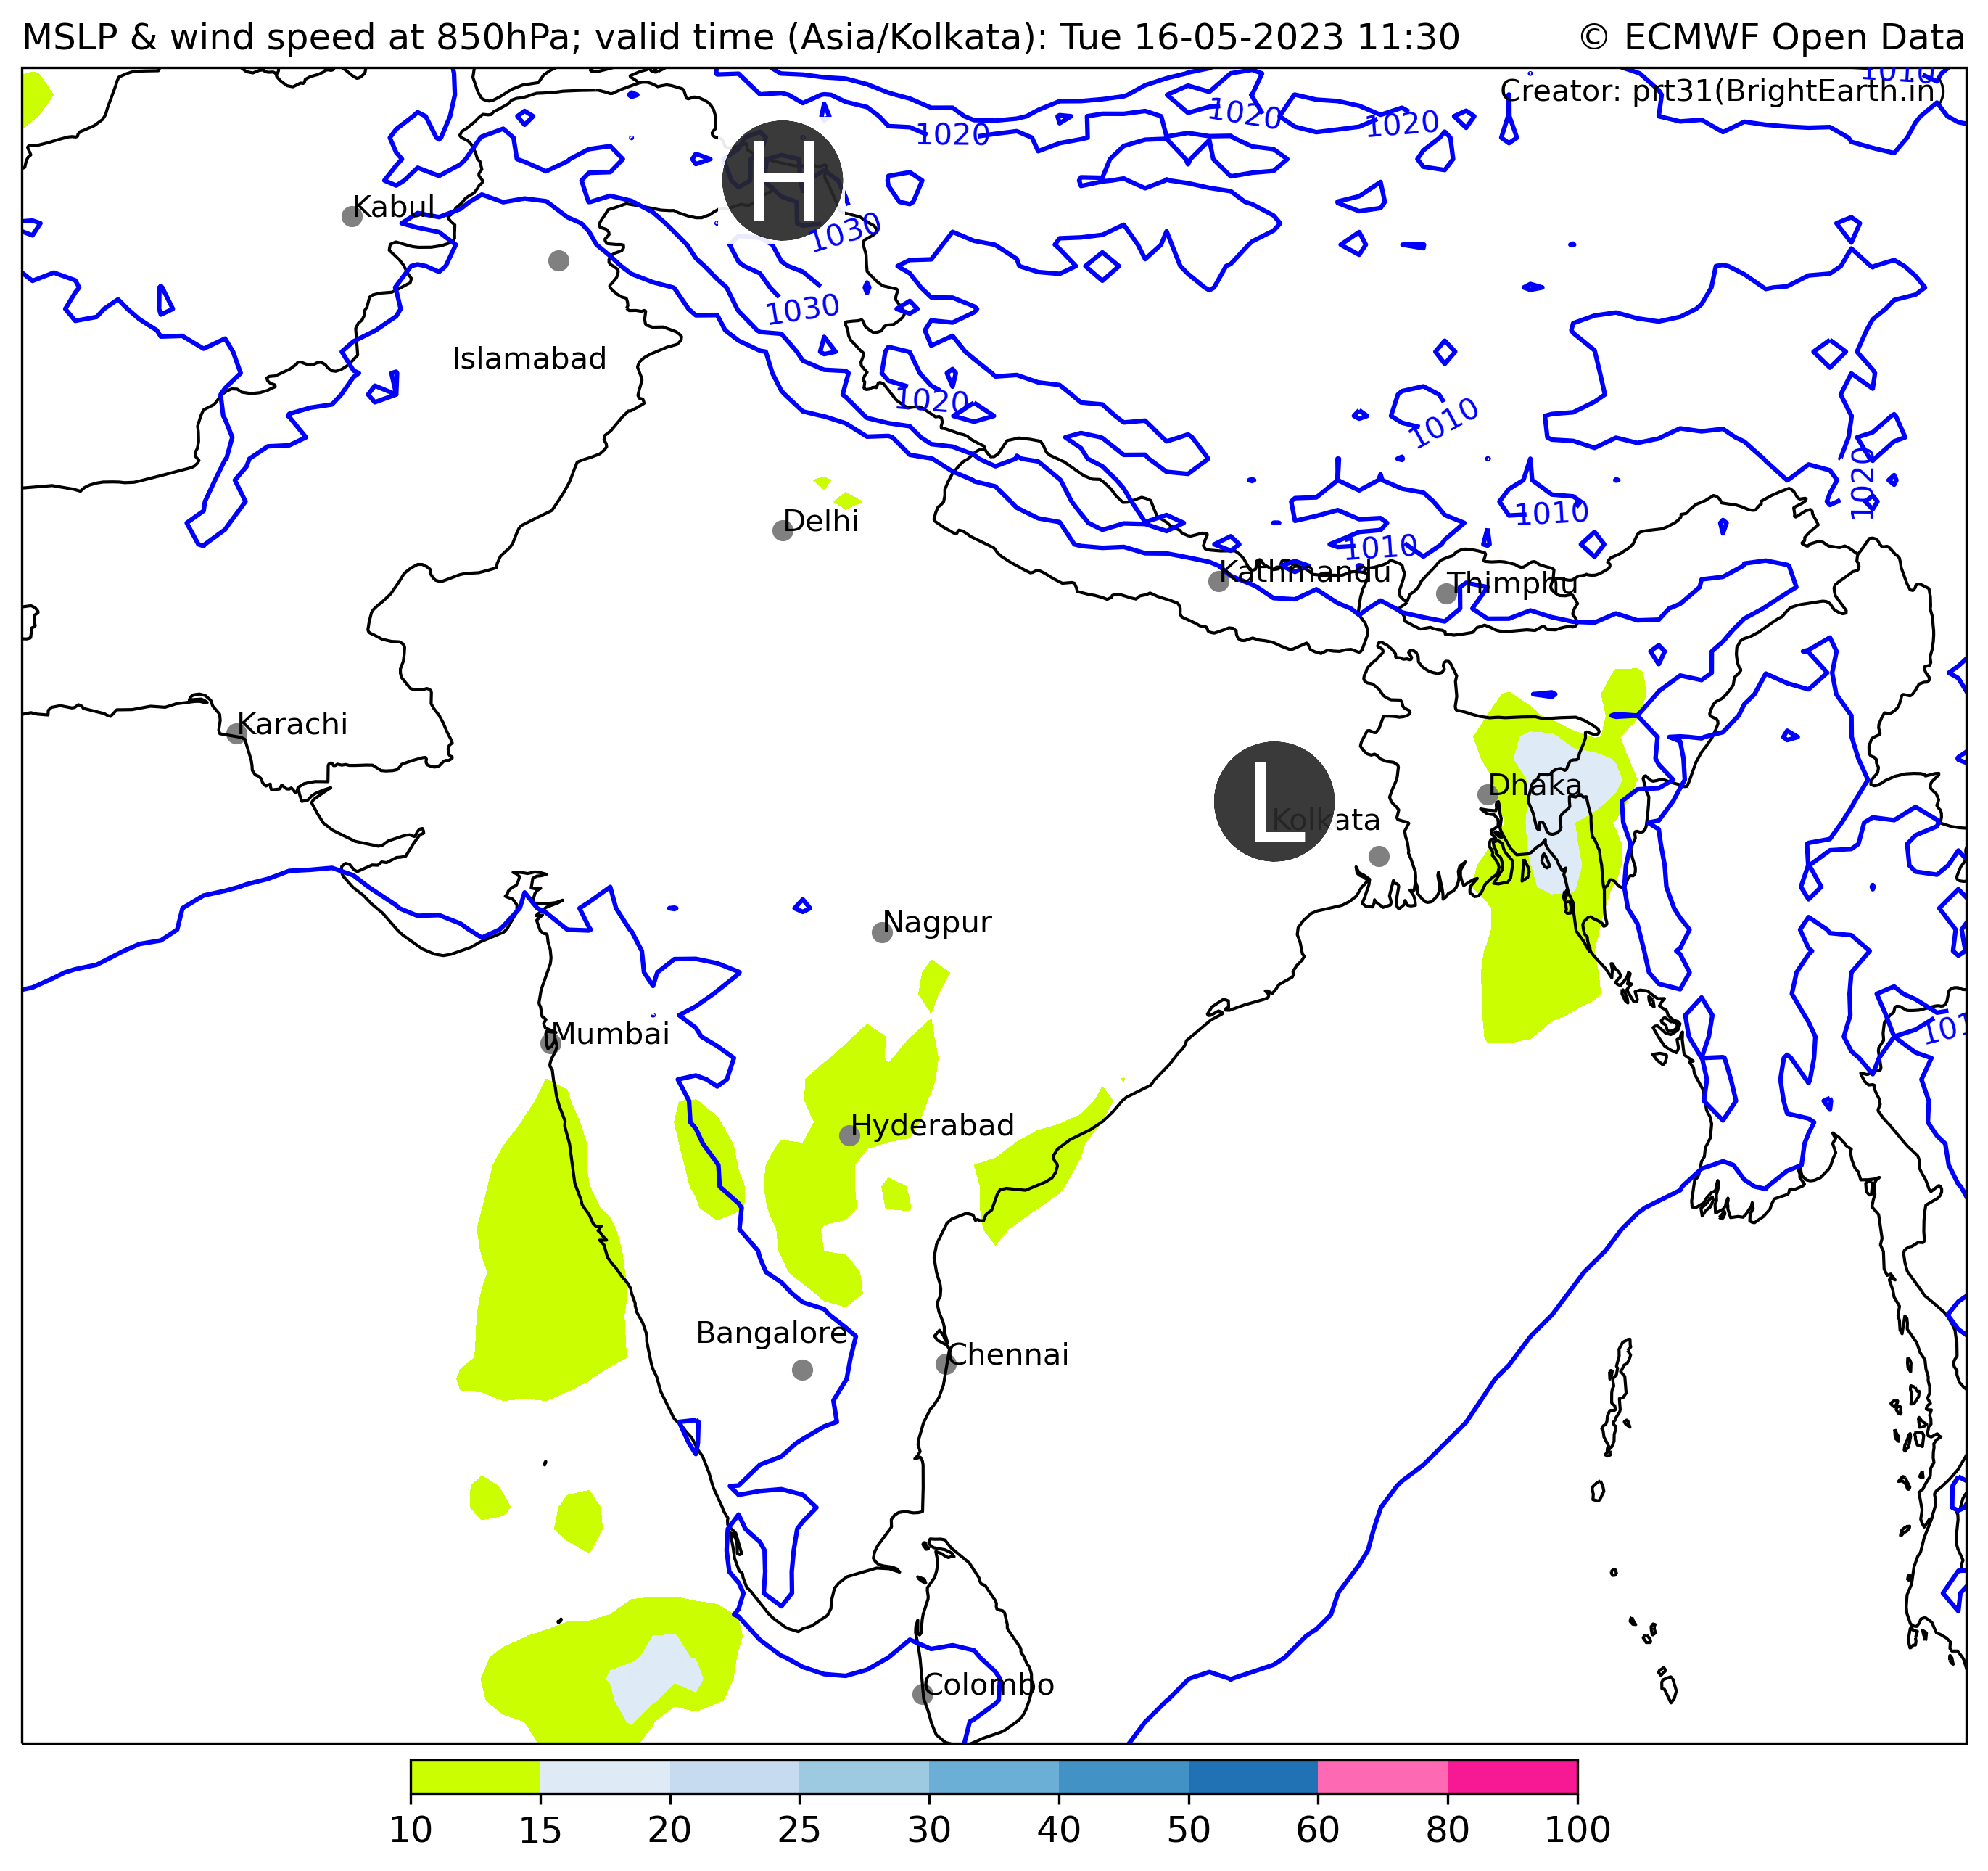 MSLP & wind speed at 850hPa; valid time (Asia/Kolkata): Tue 16-05-2023 11:30
© ECMWF Open Data
1010
Creator: prt31(BrightEarth.in)
1020
1020
1020
H
Kabul
1030
1030
Islamabad
1020
1010
1020
Delhi
1010
1010
Kathmandu
Thimphu
Karachi
Dhaka
L
Kolkata
Nagpur
101
Mumbai
Hyderabad
Bangalore
Chennai
Colombo
10 15 20 25 30 40 50 60 80 100